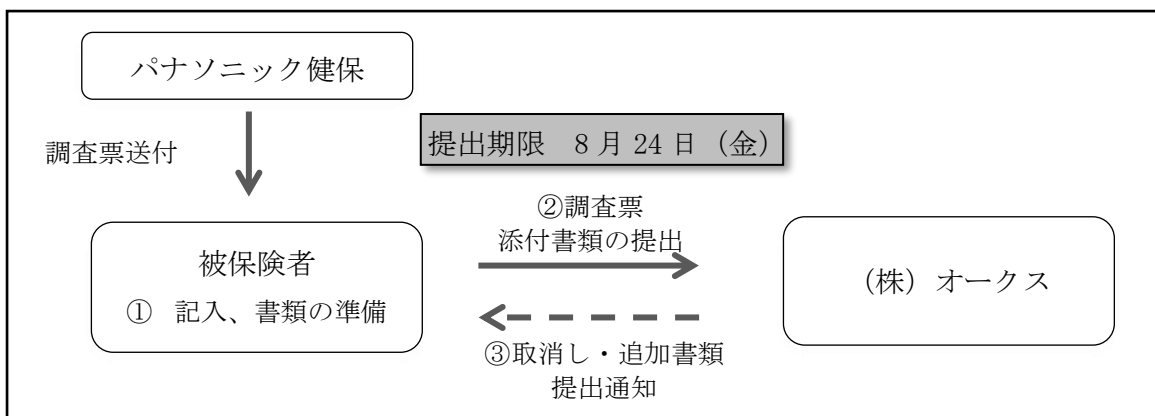 パナソニック健保
調査票送付
提出期限 8月24日（金）
②調査票
添付書類の提出
被保険者
① 記入、書類の準備
（株）オークス
③取消し・追加書類
提出通知